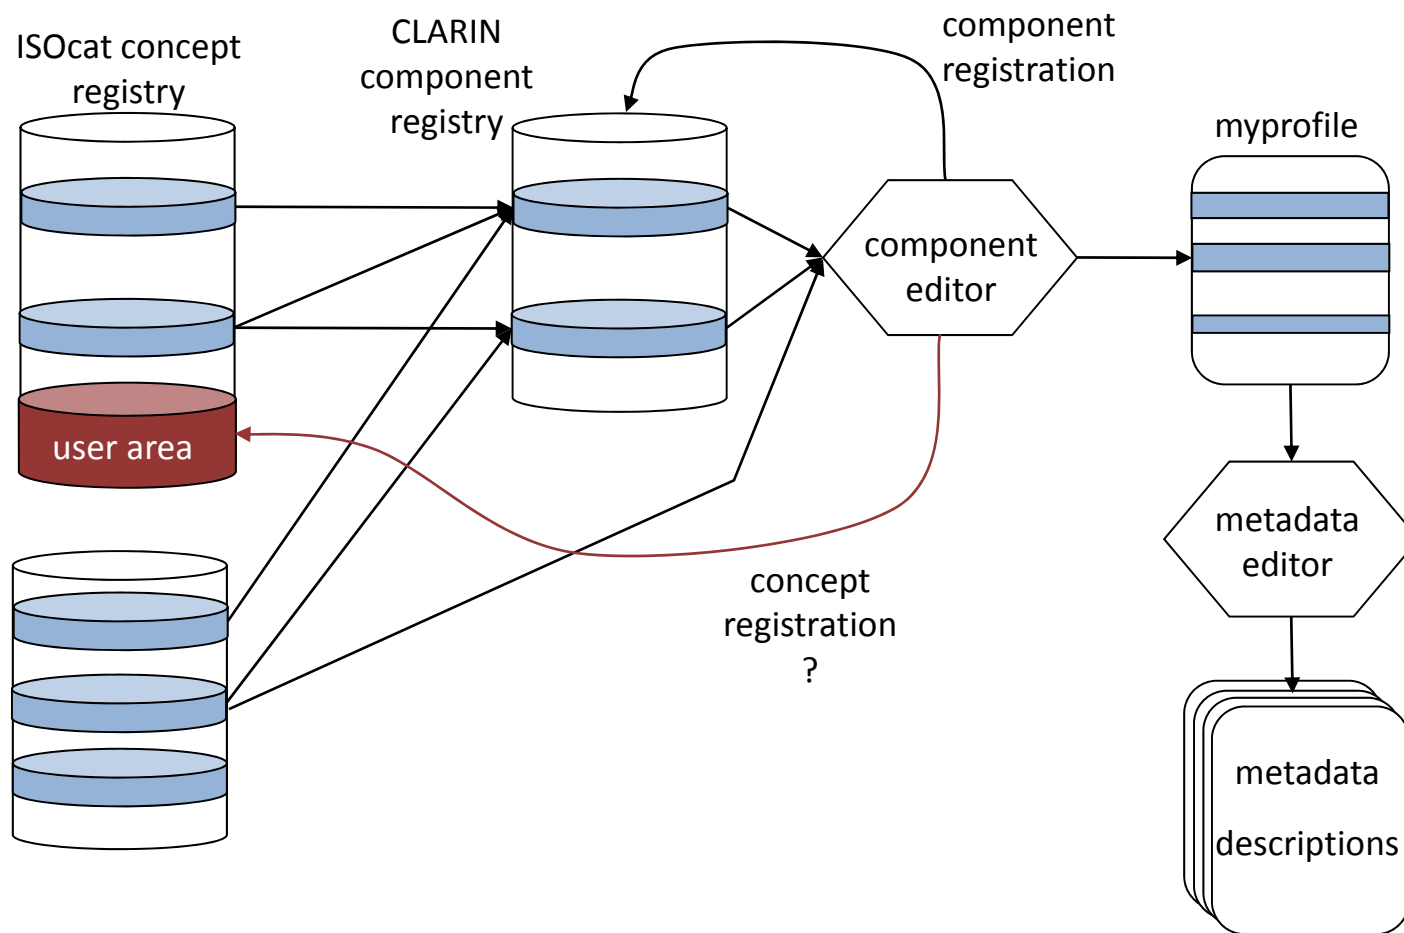 ISOcat concept
registry
CLARIN
component
registry
component
registration
myprofile
component
editor
user area
metadata
editor
concept
registration
?
metadata
descriptions